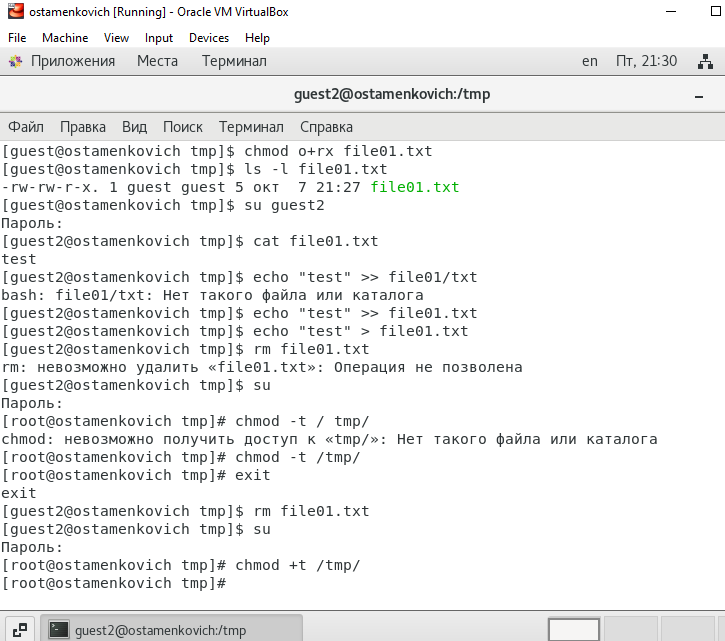 ostamenkovich [Running] - Oracle VM VirtualBox
File Machine View Input Devices Help
Приложения Места Терминал en Пт, 21:30
guest2@ostamenkovich:/tmp
Файл Правка Вид Поиск Терминал Справка
[guest@ostamenkovich tmp]$ chmod o+rx file01.txt
[guest@ostamenkovich tmp]$ ls -l file01.txt
-rw-rw-r-x. 1 guest guest 5 окт  7 21:27 file01.txt
[guest@ostamenkovich tmp]$ su guest2
Пароль:
[guest2@ostamenkovich tmp]$ cat file01.txt
test
[guest2@ostamenkovich tmp]$ echo "test" >> file01/txt
bash: file01/txt: Нет такого файла или каталога
[guest2@ostamenkovich tmp]$ echo "test" >> file01.txt
[guest2@ostamenkovich tmp]$ echo "test" > file01.txt
[guest2@ostamenkovich tmp]$ rm file01.txt
rm: невозможно удалить «file01.txt»: Операция не позволена
[guest2@ostamenkovich tmp]$ su
Пароль:
[root@ostamenkovich tmp]# chmod -t / tmp/
chmod: невозможно получить доступ к «tmp/»: Нет такого файла или каталога
[root@ostamenkovich tmp]# chmod -t /tmp/
[root@ostamenkovich tmp]# exit
exit
[guest2@ostamenkovich tmp]$ rm file01.txt
[guest2@ostamenkovich tmp]$ su
Пароль:
[root@ostamenkovich tmp]# chmod +t /tmp/
[root@ostamenkovich tmp]#
guest2@ostamenkovich:/tmp